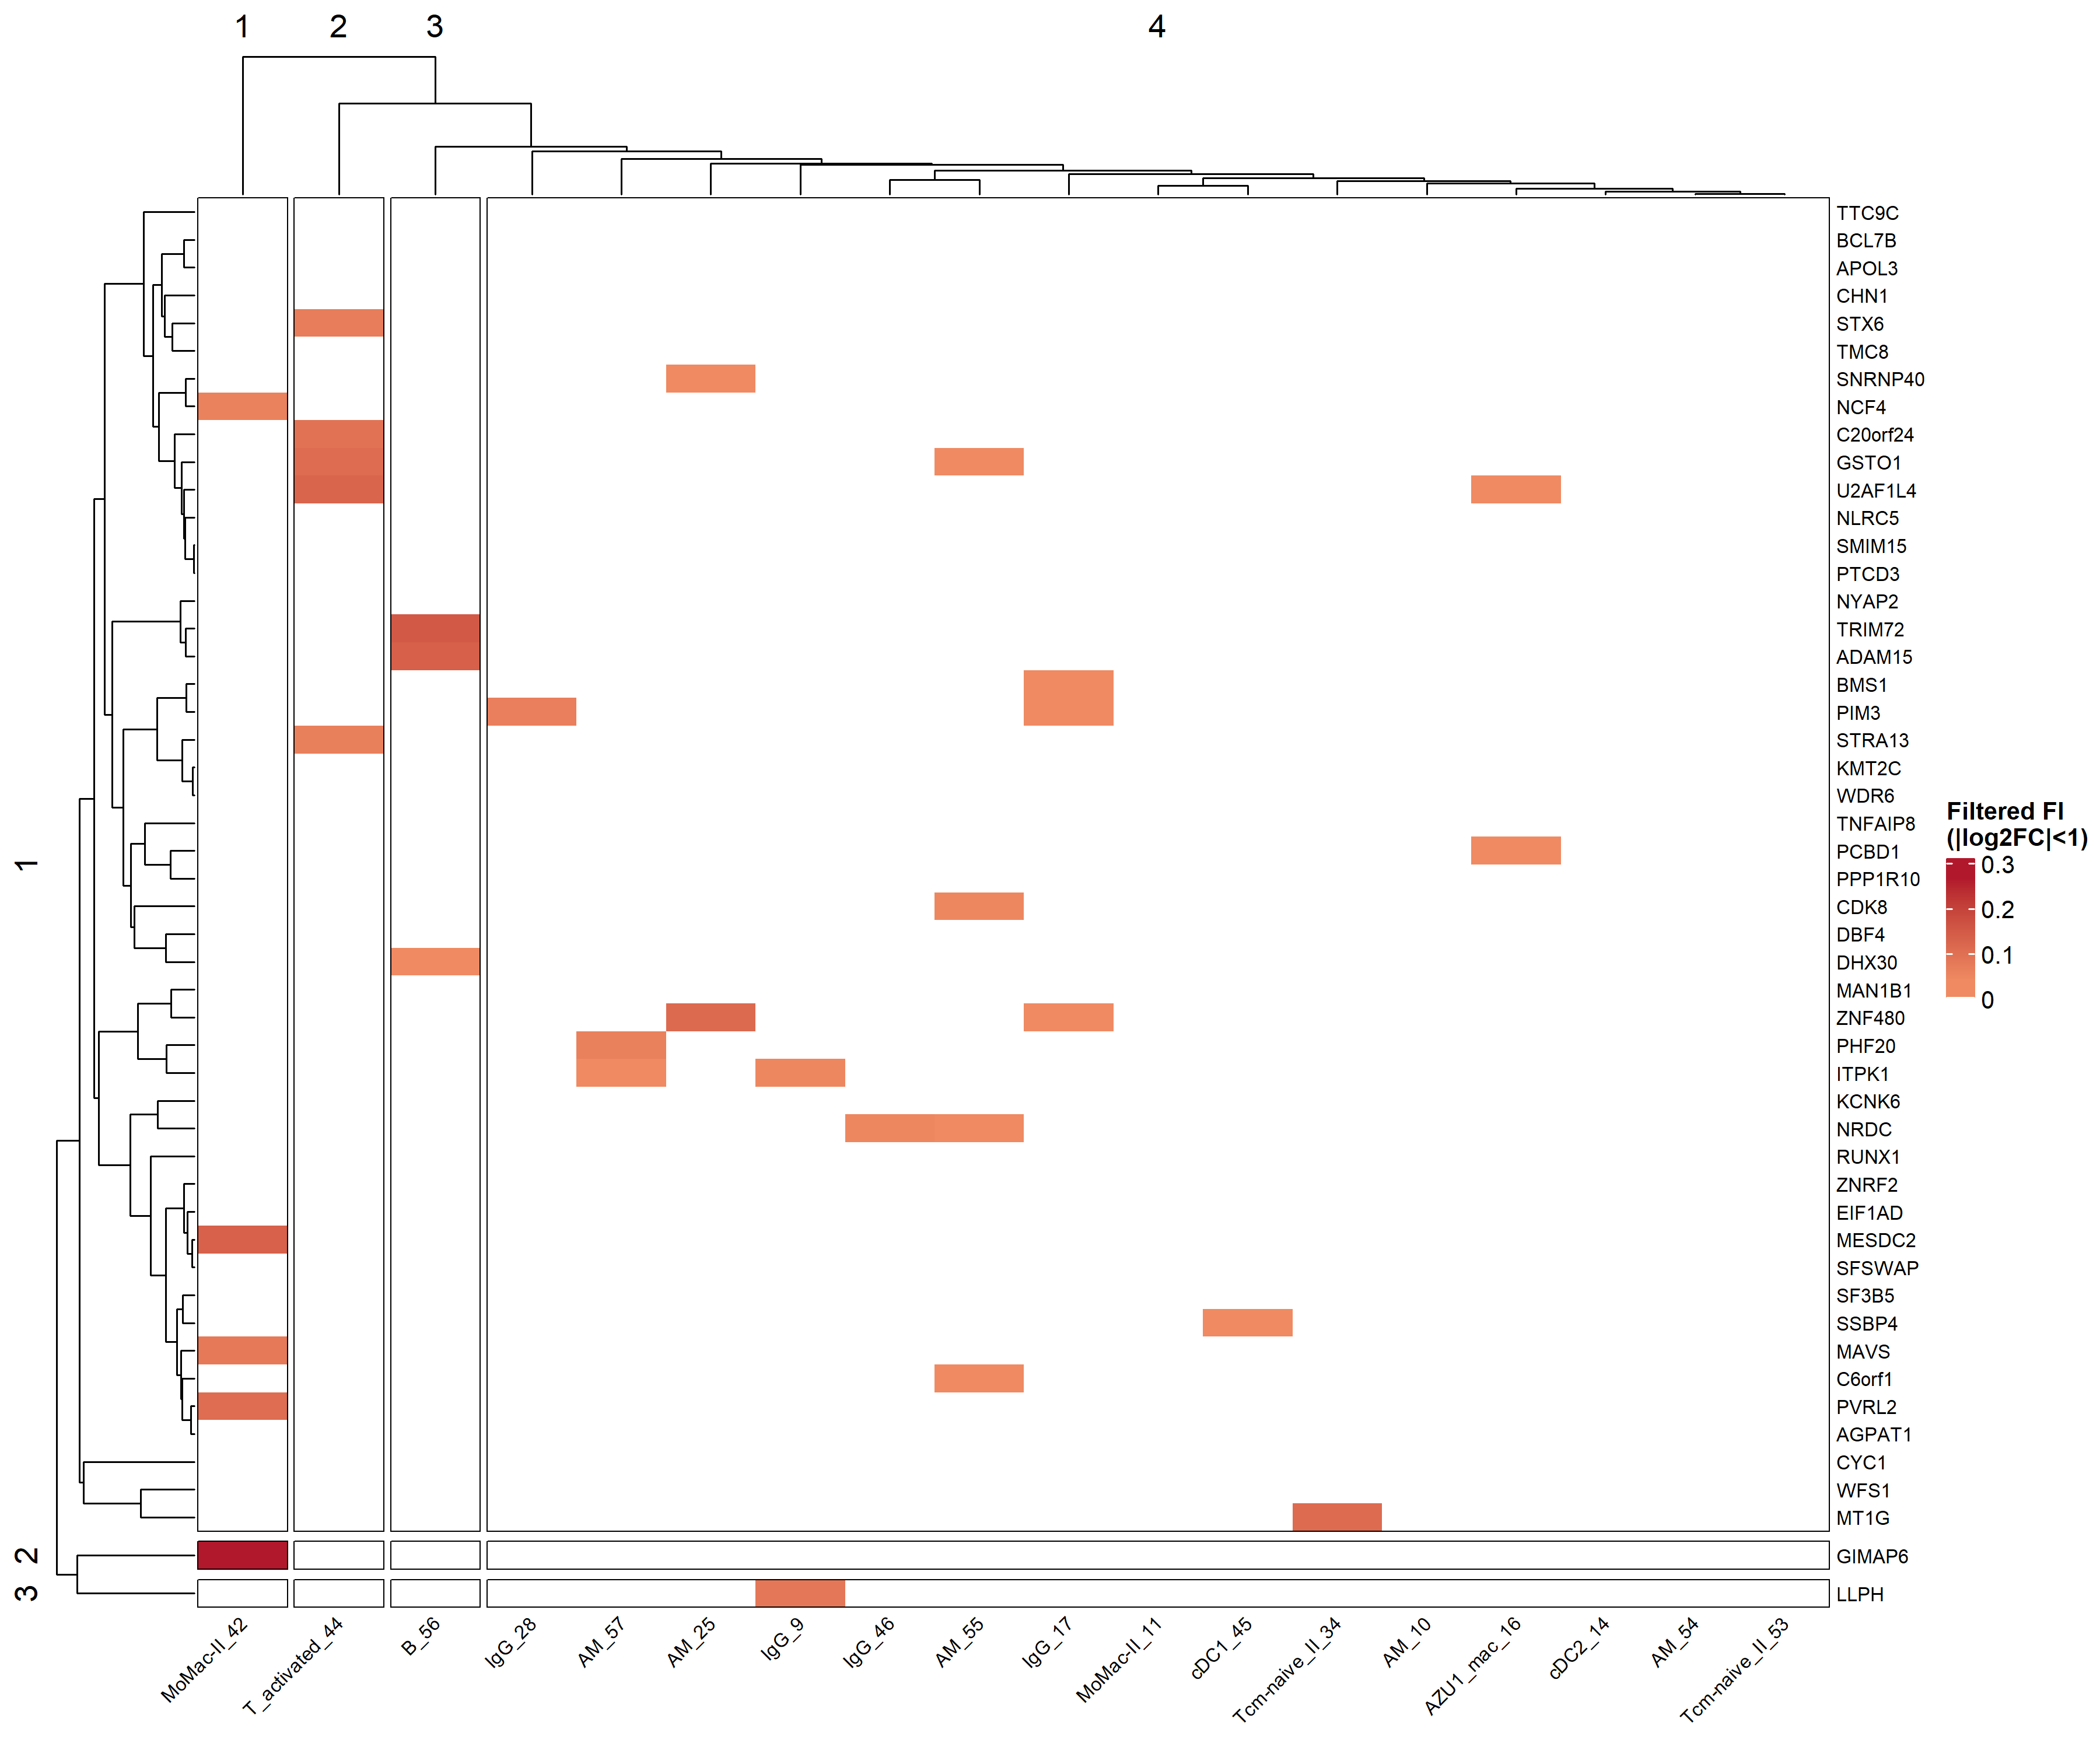 1
2
3
4
TTC9C
BCL7B
APOL3
CHN1
STX6
TMC8
SNRNP40
NCF4
C20orf24
GSTO1
U2AF1L4
NLRC5
SMIM15
PTCD3
NYAP2
TRIM72
ADAM15
BMS1
PIM3
STRA13
KMT2C
WDR6
TNFAIP8
PCBD1
PPP1R10
CDK8
DBF4
DHX30
MAN1B1
ZNF480
PHF20
ITPK1
KCNK6
NRDC
RUNX1
ZNRF2
EIF1AD
MESDC2
SFSWAP
SF3B5
SSBP4
MAVS
C6orf1
PVRL2
AGPAT1
CYC1
WFS1
MT1G
GIMAP6
LLPH
1
2
3
Filtered FI
(|log2FC|<1)
0.3
0.2
0.1
0
MoMac-II_42
T_activated_44
B_56
IgG_28
AM_57
AM_25
IgG_9
IgG_46
AM_55
IgG_17
MoMac-II_11
cDC1_45
Tcm-naive_II_34
AM_10
AZU1_mac_16
cDC2_14
AM_54
Tcm-naive_II_53